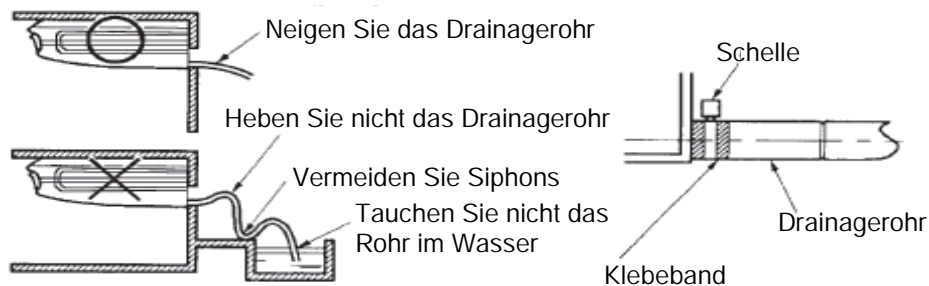 Neigen Sie das Drainagerohr
Heben Sie nicht das Drainagerohr
Vermeiden Sie Siphons
Tauchen Sie nicht das
Rohr im Wasser
Schelle
Drainagerohr
Klebeband